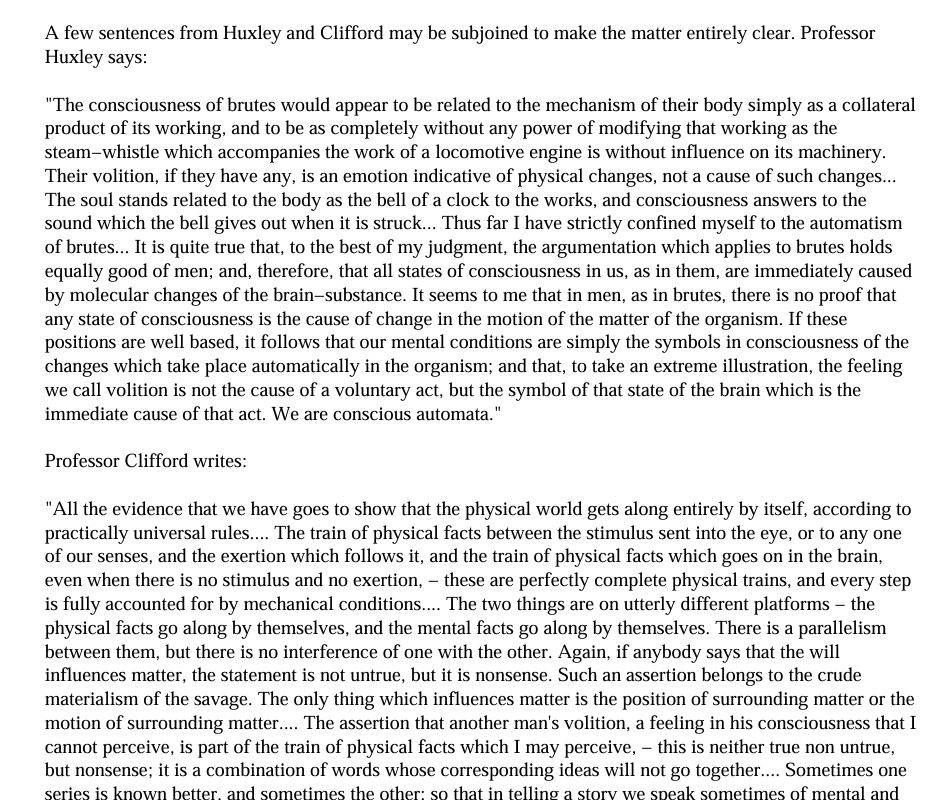 A few sentences from Huxley and Clifford may be subjoined to make the matter entirely clear. Professor
Huxley says:
"The consciousness of brutes would appear to be related to the mechanism of their body simply as a collateral
product of its working, and to be as completely without any power of modifying that working as the
steam−whistle which accompanies the work of a locomotive engine is without influence on its machinery.
Their volition, if they have any, is an emotion indicative of physical changes, not a cause of such changes...
The soul stands related to the body as the bell of a clock to the works, and consciousness answers to the
sound which the bell gives out when it is struck... Thus far I have strictly confined myself to the automatism
of brutes... It is quite true that, to the best of my judgment, the argumentation which applies to brutes holds
equally good of men; and, therefore, that all states of consciousness in us, as in them, are immediately caused
by molecular changes of the brain−substance. It seems to me that in men, as in brutes, there is no proof that
any state of consciousness is the cause of change in the motion of the matter of the organism. If these
positions are well based, it follows that our mental conditions are simply the symbols in consciousness of the
changes which take place automatically in the organism; and that, to take an extreme illustration, the feeling
we call volition is not the cause of a voluntary act, but the symbol of that state of the brain which is the
immediate cause of that act. We are conscious automata."
Professor Clifford writes:
"All the evidence that we have goes to show that the physical world gets along entirely by itself, according to
practically universal rules.... The train of physical facts between the stimulus sent into the eye, or to any one
of our senses, and the exertion which follows it, and the train of physical facts which goes on in the brain,
even when there is no stimulus and no exertion, − these are perfectly complete physical trains, and every step
is fully accounted for by mechanical conditions.... The two things are on utterly different platforms − the
physical facts go along by themselves, and the mental facts go along by themselves. There is a parallelism
between them, but there is no interference of one with the other. Again, if anybody says that the will
influences matter, the statement is not untrue, but it is nonsense. Such an assertion belongs to the crude
materialism of the savage. The only thing which influences matter is the position of surrounding matter or the
motion of surrounding matter.... The assertion that another man's volition, a feeling in his consciousness that I
cannot perceive, is part of the train of physical facts which I may perceive, − this is neither true non untrue,
but nonsense; it is a combination of words whose corresponding ideas will not go together.... Sometimes one
series is known better, and sometimes the other; so that in telling a story we speak sometimes of mental and